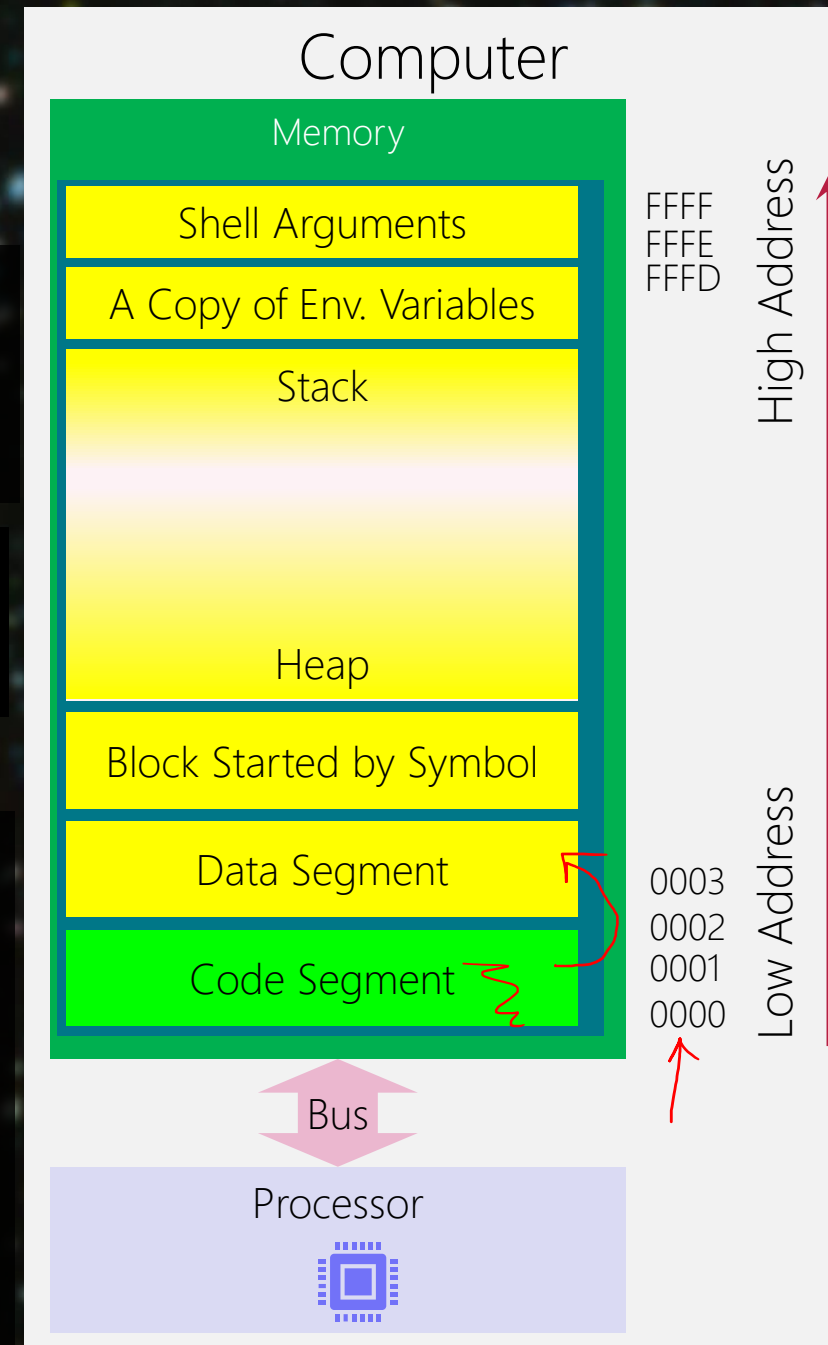 Computer
Memory
Shell Arguments
A Copy of Env. Variables
Stack
Heap
Block Started by Symbol
Data Segment
Code Segment
FFFF
FFFE
FFFD
High Address
0003
0002
0001
0000
Low Address
Bus
Processor